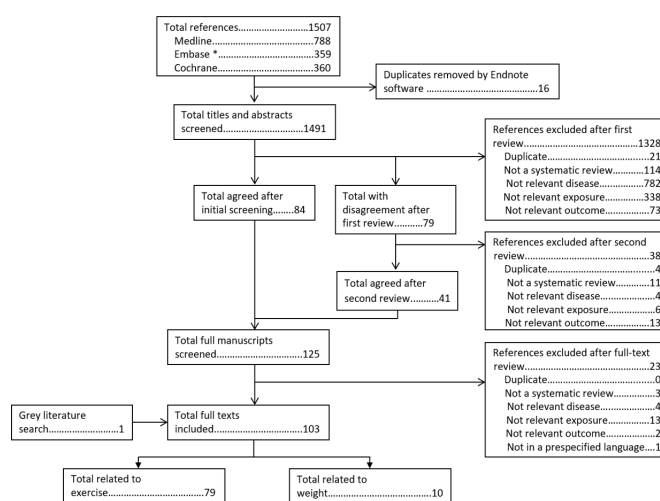 Total references......................1507
Medline.............................788
Embase *..........................359
Cochrane..........................360
Duplicates removed by Endnote
software ....................................16
Total titles and abstracts
screened..............................1491
References excluded after first
review.......................................1328
Duplicate..................................21
Not a systematic review.........114
Not relevant disease..............782
Not relevant exposure...........338
Not relevant outcome.............73
Total agreed after
initial screening.......84
Total with
disagreement after
first review............79
References excluded after second
review...........................................38
Duplicate....................................4
Not a systematic review...........11
Not relevant disease..................4
Not relevant exposure...............6
Not relevant outcome..............13
Total agreed after
second review...........41
Total full manuscripts
screened..............................125
References excluded after full-text
review...........................................23
Duplicate....................................0
Not a systematic review.............3
Not relevant disease..................4
Not relevant exposure.............13
Not relevant outcome................2
Not in a prespecified language....1
Grey literature
search....................1
Total full texts
included..............................103
Total related to
exercise..........................79
Total related to
weight.............................10